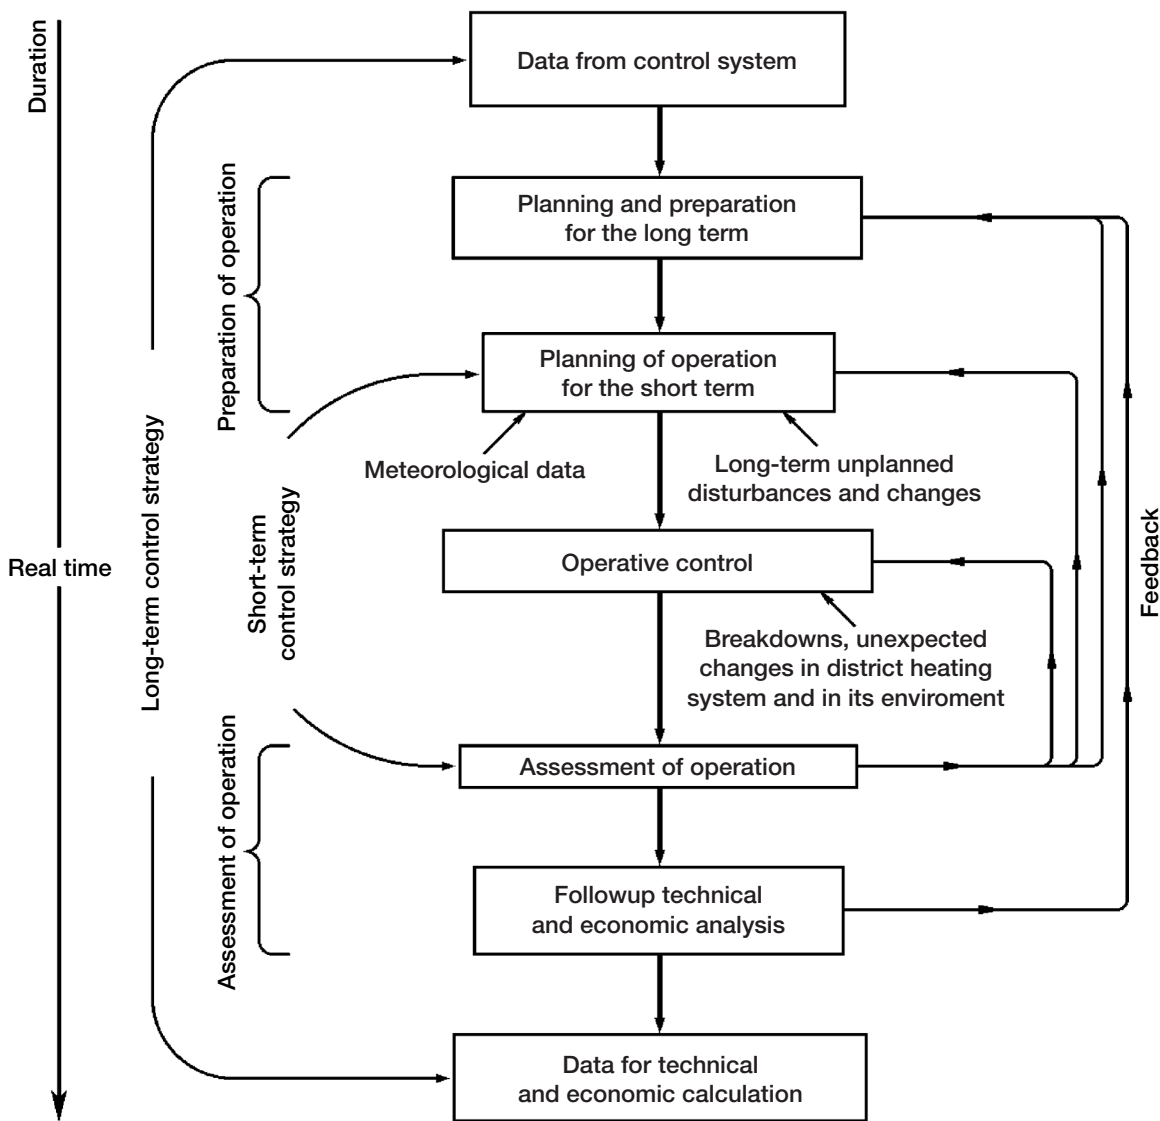 Duration
Real time
Long-term control strategy
Preparation of operation
Short-term
control strategy
Assessment of operation
Data from control system
Planning and preparation
for the long term
Planning of operation
for the short term
Meteorological data
Long-term unplanned
disturbances and changes
Operative control
Breakdowns, unexpected
changes in district heating
system and in its enviroment
Assessment of operation
Followup technical
and economic analysis
Data for technical
and economic calculation
Feedback